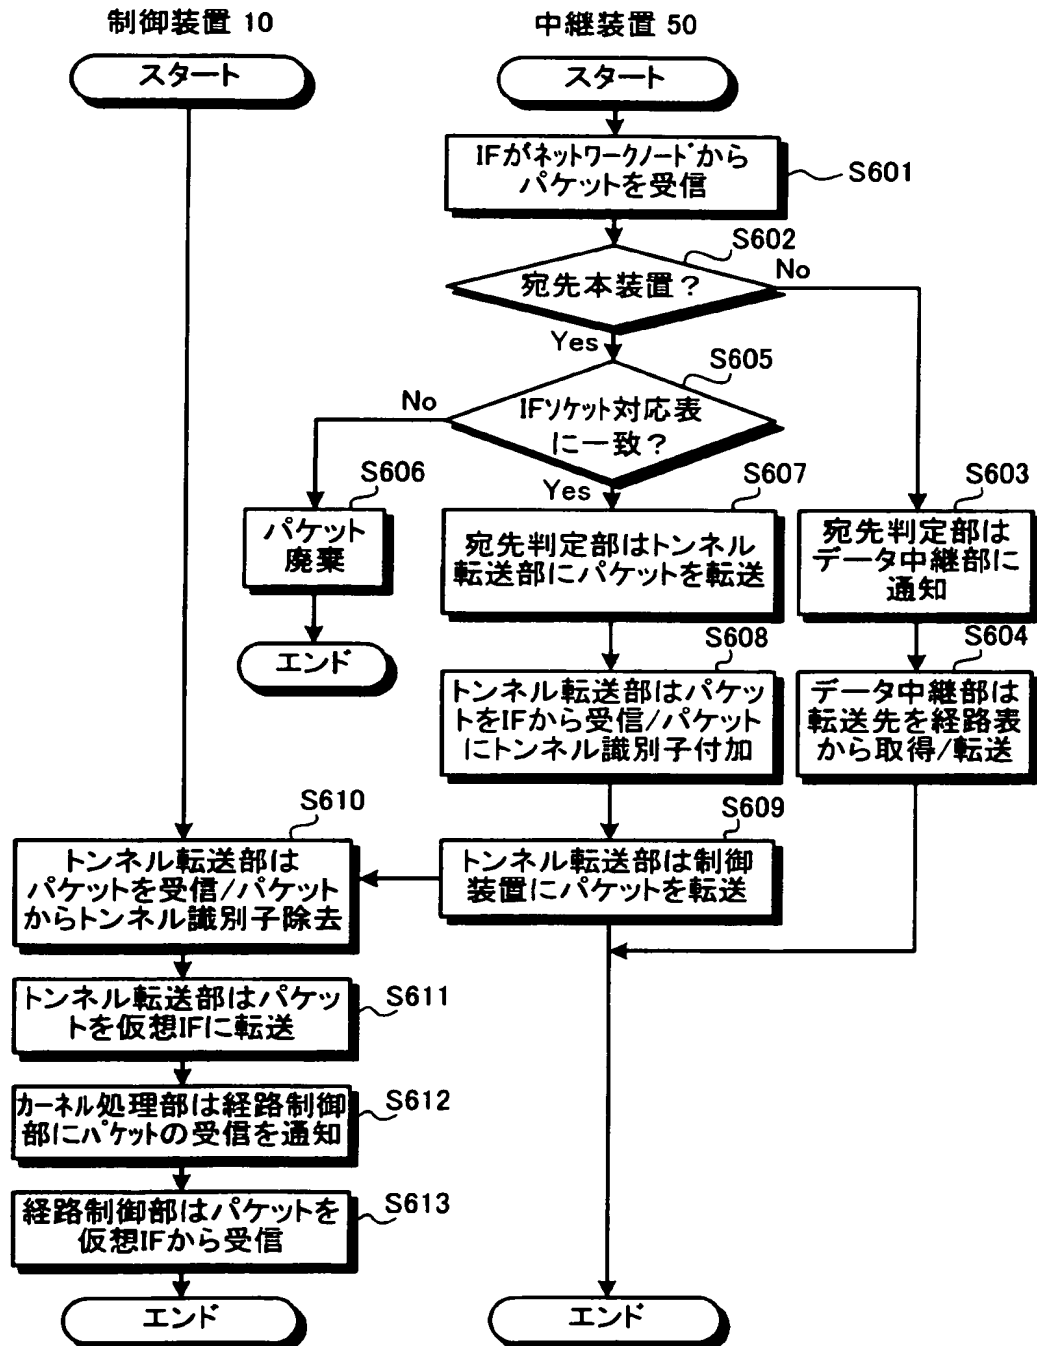 制御装置 10
中継装置 50
スタート
スタート
IFがネットワークノードから
パケットを受信
S601
S602
宛先本装置?
No
Yes
S605
IFソケット対応表
に一致?
No
Yes
S606
パケット
廃棄
エンド
S607
宛先判定部はトンネル
転送部にパケットを転送
S603
宛先判定部は
データ中継部に
通知
S608
トンネル転送部はパケッ
トをIFから受信/パケット
にトンネル識別子付加
S604
データ中継部は
転送先を経路表
から取得/転送
S609
トンネル転送部は制御
装置にパケットを転送
S610
トンネル転送部は
パケットを受信/パケット
からトンネル識別子除去
トンネル転送部はパケッ
トを仮想IFに転送
S611
カーネル処理部は経路制御
部にパケットの受信を通知
S612
経路制御部はパケットを
仮想IFから受信
S613
エンド
エンド